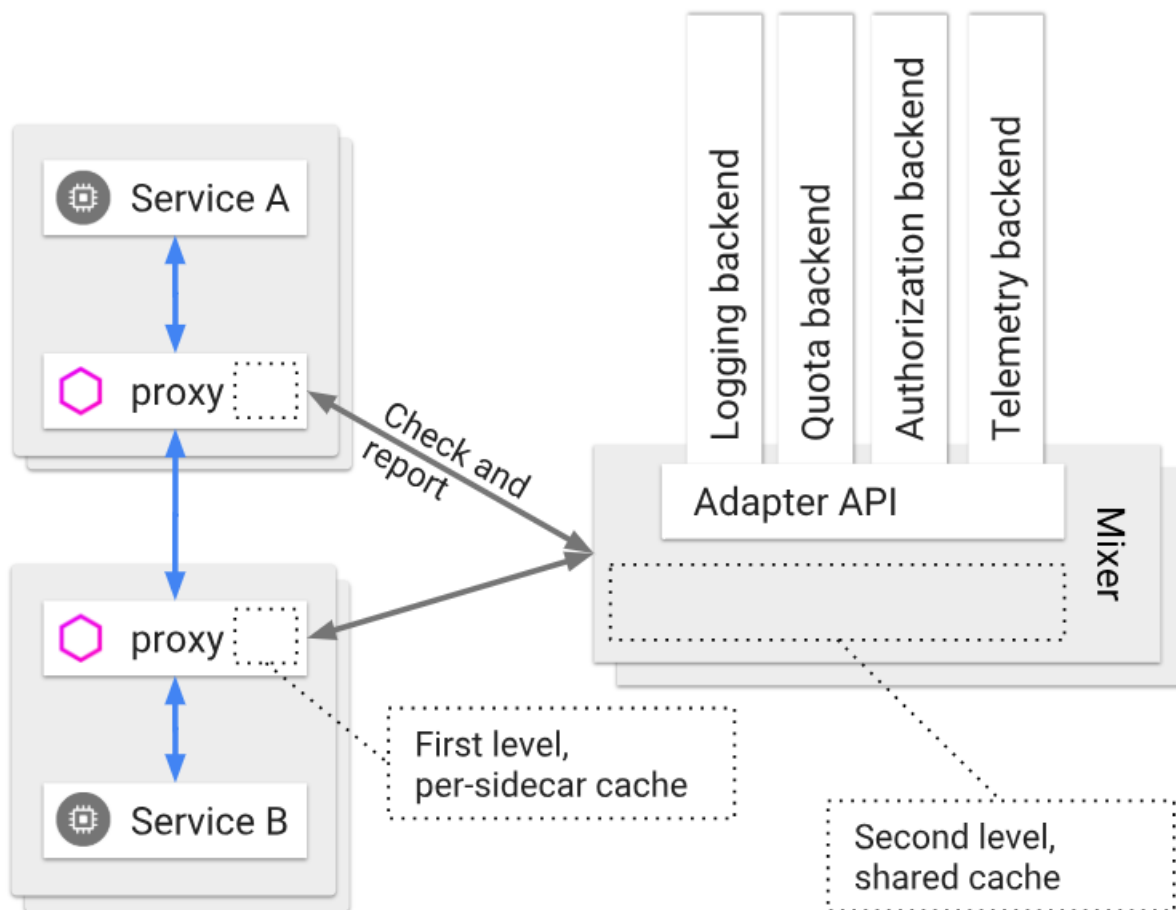 Service A
proxy
Check and
report
proxy
Service B
First level,
per-sidecar cache
Logging backend
Quota backend
Authorization backend
Telemetry backend
Adapter API
Mixer
Second level,
shared cache